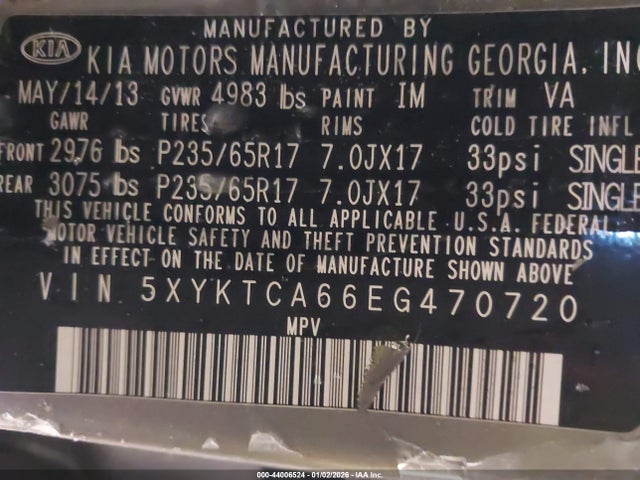 MANUFACTURED BY
KIA KIA MOTORS MANUFACTURING GEORGIA, INC
MAY/14/13 GVWR 4983 lbs PAINT IM TRIM VA
GAWR TIRES RIMS COLD TIRE INFL
FRONT 2976 lbs P235/65R17 7.0JX17 33psi SINGLE
REAR 3075 lbs P235/65R17 7.0JX17 33psi SINGLE
THIS VEHICLE CONFORMS TO ALL APPLICABLE U.S.A. FEDERAL
MOTOR VEHICLE SAFETY AND THEFT PREVENTION STANDARDS
IN EFFECT ON THE DATE OF MANUFACTURE SHOWN ABOVE
VIN 5XYKTCA66EG470720
MPV
000-44006524 | 01/02/2026 - IAA Inc.